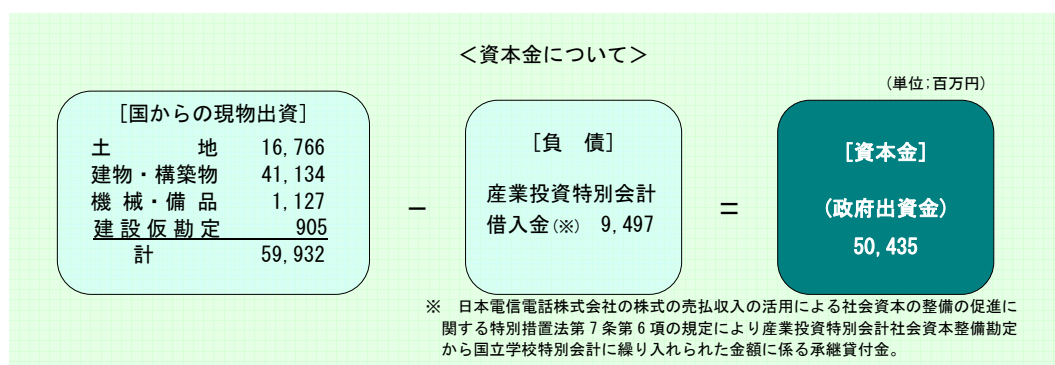 ＜資本金について＞
（単位：百万円）
［国からの現物出資］
土　　　　地　16,766
建物・構築物　41,134
機 械・備 品　1,127
建 設 仮 勘 定　905
計　59,932
－
［負　債］
産業投資特別会計
借入金(※)　9,497
＝
［資本金］
（政府出資金）
50,435
※　日本電信電話株式会社の株式の売払収入の活用による社会資本の整備の促進に
関する特別措置法第７条第６項の規定により産業投資特別会計社会資本整備勘定
から国立学校特別会計に繰り入れられた金額に係る承継貸付金。